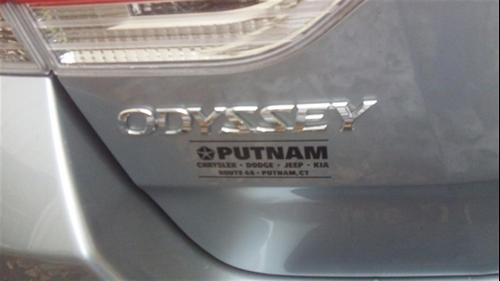 ODYSSEY
PUTNAM
CHRYSLER • DODGE • JEEP • KIA
ROUTE 44 • PUTNAM, CT